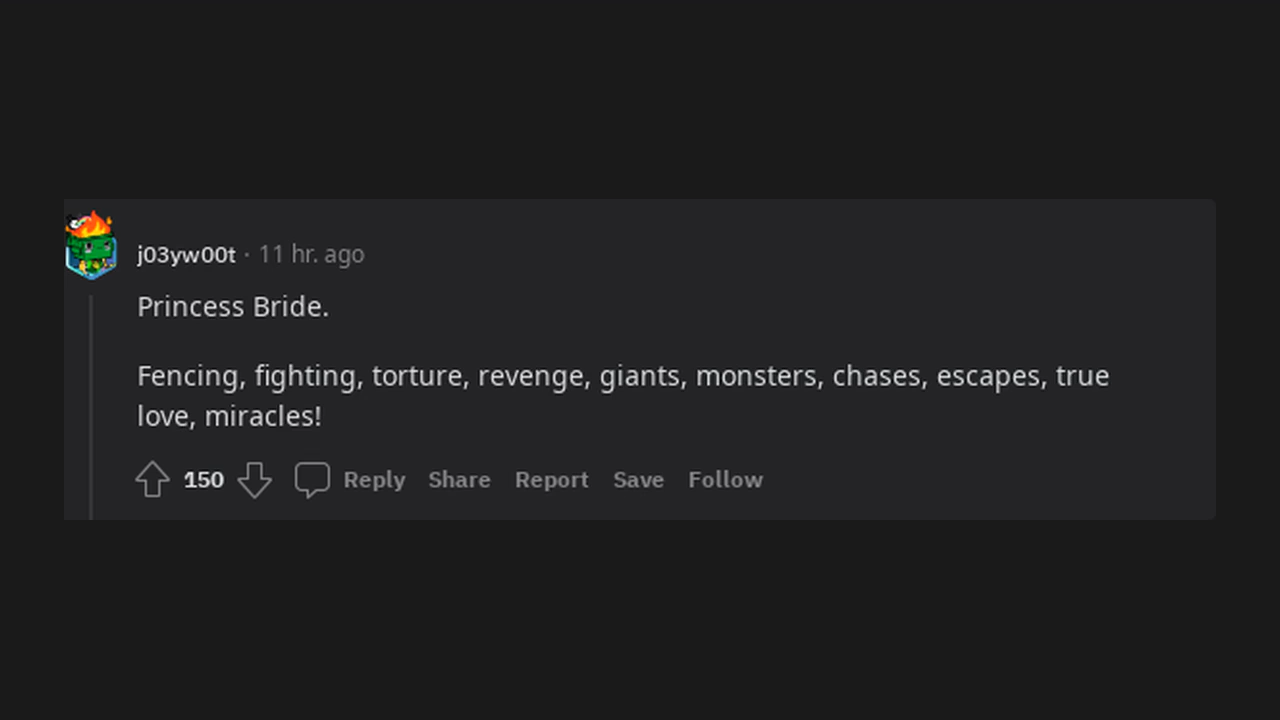 j03yw00t · 11 hr. ago
Princess Bride.
Fencing, fighting, torture, revenge, giants, monsters, chases, escapes, true
love, miracles!
150 Reply Share Report Save Follow